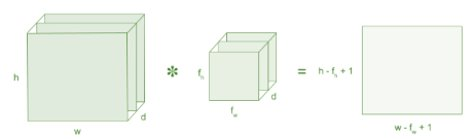 h
w
d
*
f_h
f_w
d
=
h - f_h + 1
w - f_w + 1